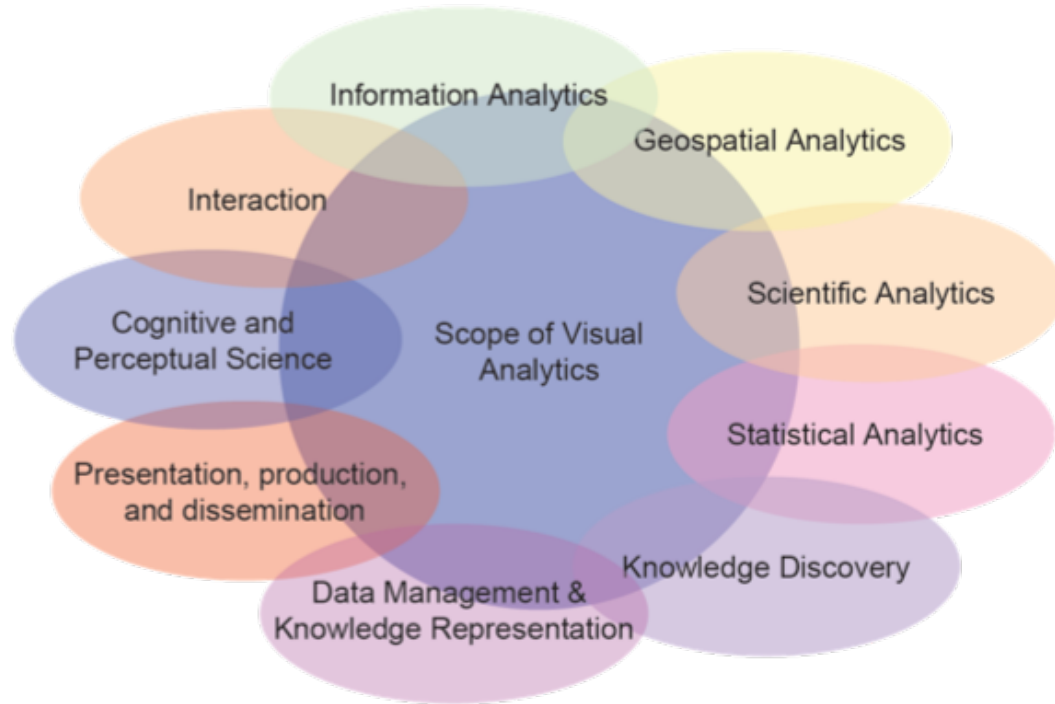 Information Analytics
Geospatial Analytics
Interaction
Scientific Analytics
Cognitive and
Perceptual Science
Scope of Visual
Analytics
Statistical Analytics
Presentation, production,
and dissemination
Knowledge Discovery
Data Management &
Knowledge Representation